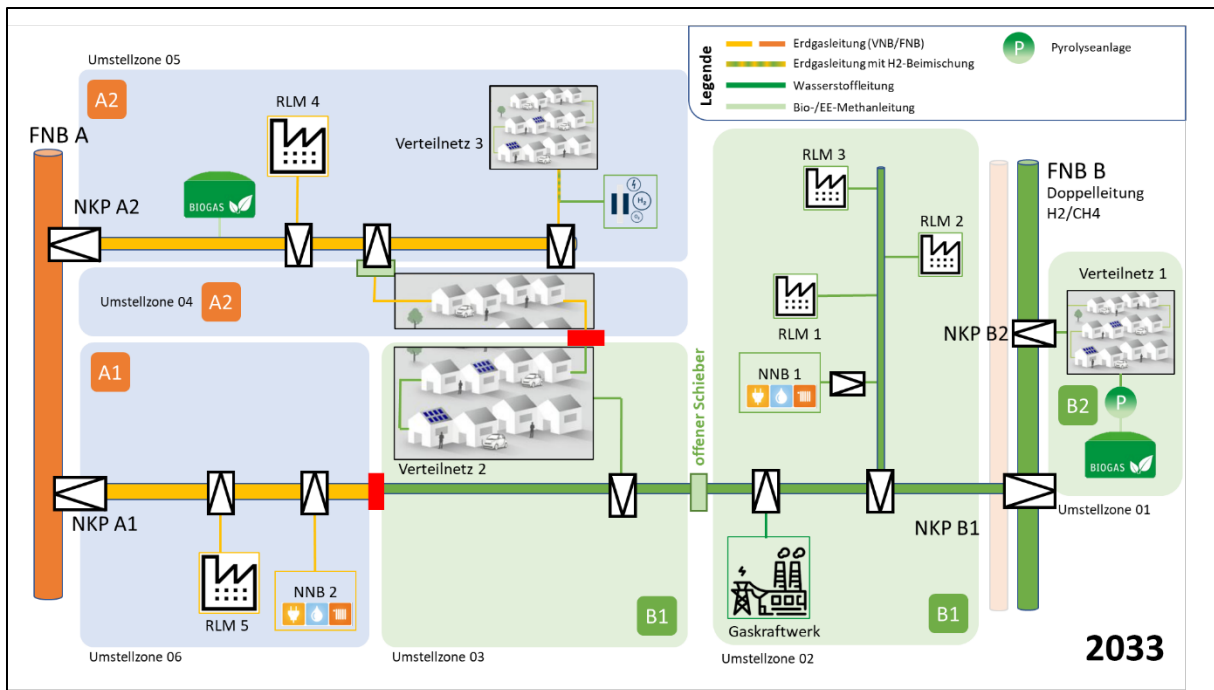 Umstellzone 05
A2
FNB A
NKP A2
BIOGAS
RLM 4
Verteilnetz 3
H₂
O₂
Legende
Erdgasleitung (VNB/FNB)
Erdgasleitung mit H2-Beimischung
Wasserstoffleitung
Bio-/EE-Methanleitung
P
Pyrolyseanlage
Umstellzone 04
A2
A1
NKP A1
RLM 5
NNB 2
Umstellzone 06
Verteilnetz 2
B1
Umstellzone 03
offener Schieber
RLM 3
RLM 2
RLM 1
NNB 1
Gaskraftwerk
NKP B1
B1
Umstellzone 02
FNB B
Doppelleitung
H2/CH4
NKP B2
Verteilnetz 1
B2
P
BIOGAS
Umstellzone 01
2033